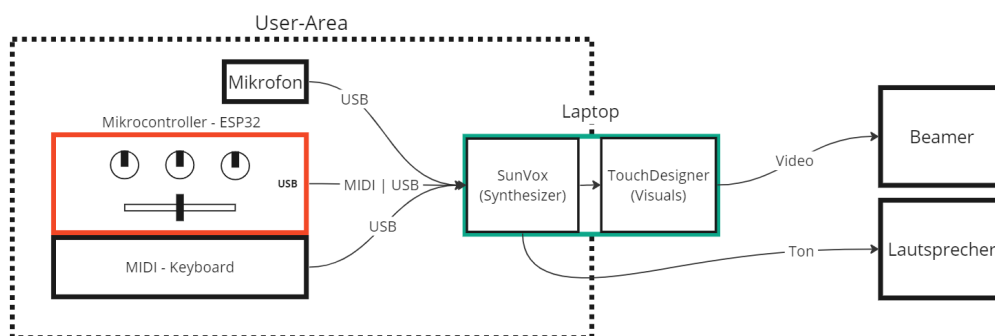 User-Area
Mikrofon
USB
Mikrocontroller - ESP32
USB
MIDI | USB
MIDI - Keyboard
USB
Laptop
SunVox
(Synthesizer)
TouchDesigner
(Visuals)
Video
Beamer
Ton
Lautsprecher